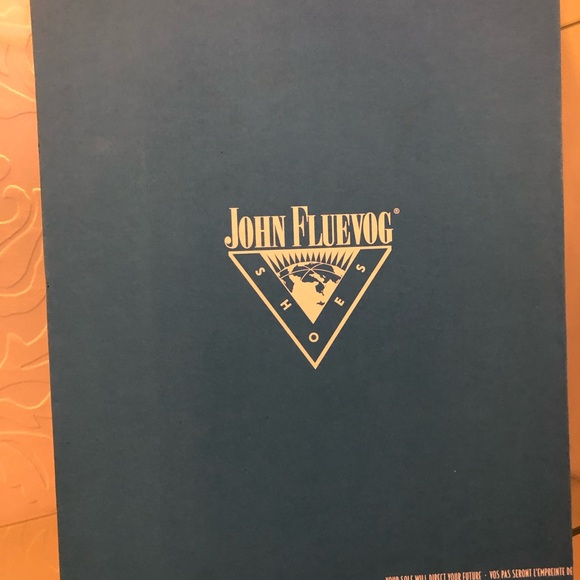 JOHN FLUEVOG®
SHOES
YOUR SOLE WILL DIRECT YOUR FUTURE · VOS PAS SERONT L'EMPREINTE DE